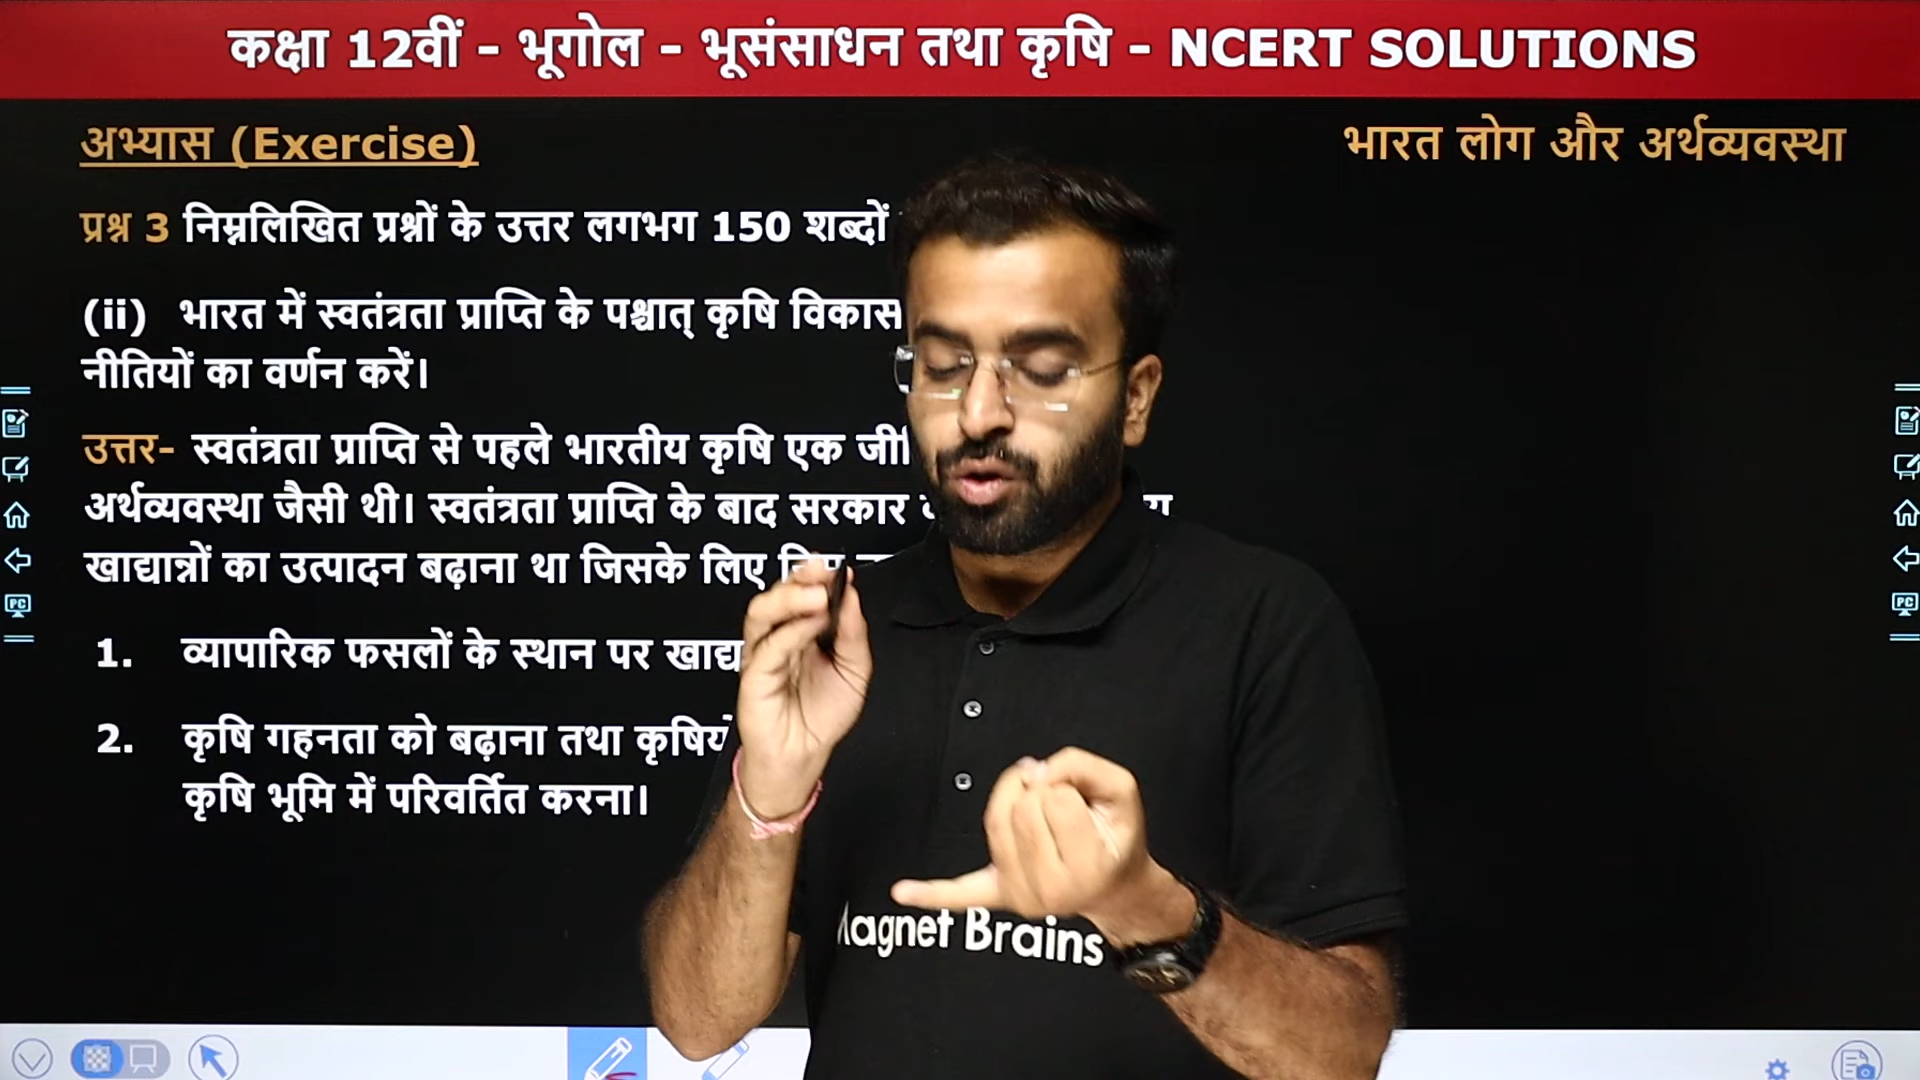 कक्षा 12वीं - भूगोल - भूसंसाधन तथा कृषि - NCERT SOLUTIONS
अभ्यास (Exercise)
भारत लोग और अर्थव्यवस्था
प्रश्न 3 निम्नलिखित प्रश्नों के उत्तर लगभग 150 शब्दों
(ii) भारत में स्वतंत्रता प्राप्ति के पश्चात् कृषि विकास
नीतियों का वर्णन करें।
उत्तर- स्वतंत्रता प्राप्ति से पहले भारतीय कृषि एक
अर्थव्यवस्था जैसी थी। स्वतंत्रता प्राप्ति के बाद सरकार
खाद्यान्नों का उत्पादन बढ़ाना था जिसके लिए
1. व्यापारिक फसलों के स्थान पर
2. कृषि गहनता को बढ़ाना तथा
कृषि भूमि में परिवर्तित करना।
Brains
PC
PC